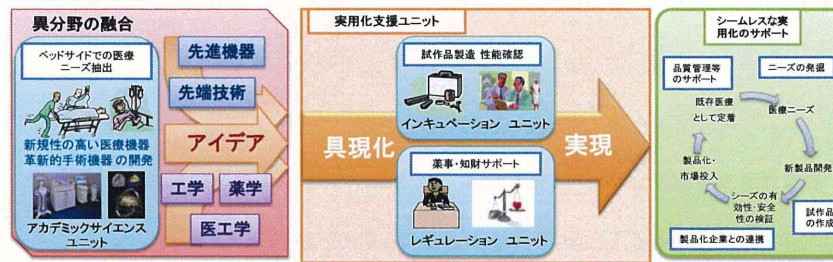 異分野の融合
ベッドサイドでの医療
ニーズ抽出
新規性の高い医療機器
革新的手術機器 の開発
アカデミックサイエンス
ユニット
先進機器
先端技術
アイデア
工学
薬学
医工学
実用化支援ユニット
具現化
試作品製造 性能確認
インキュベーション ユニット
薬事・知財サポート
レギュレーション ユニット
実現
シームレスな実
用化のサポート
品質管理等
のサポート
ニーズの発掘
既存医療
として定着
医療ニーズ
製品化・
市場投入
新製品開発
シーズの有
効性・安全
性の検証
試作品
の作成
製品化企業との連携